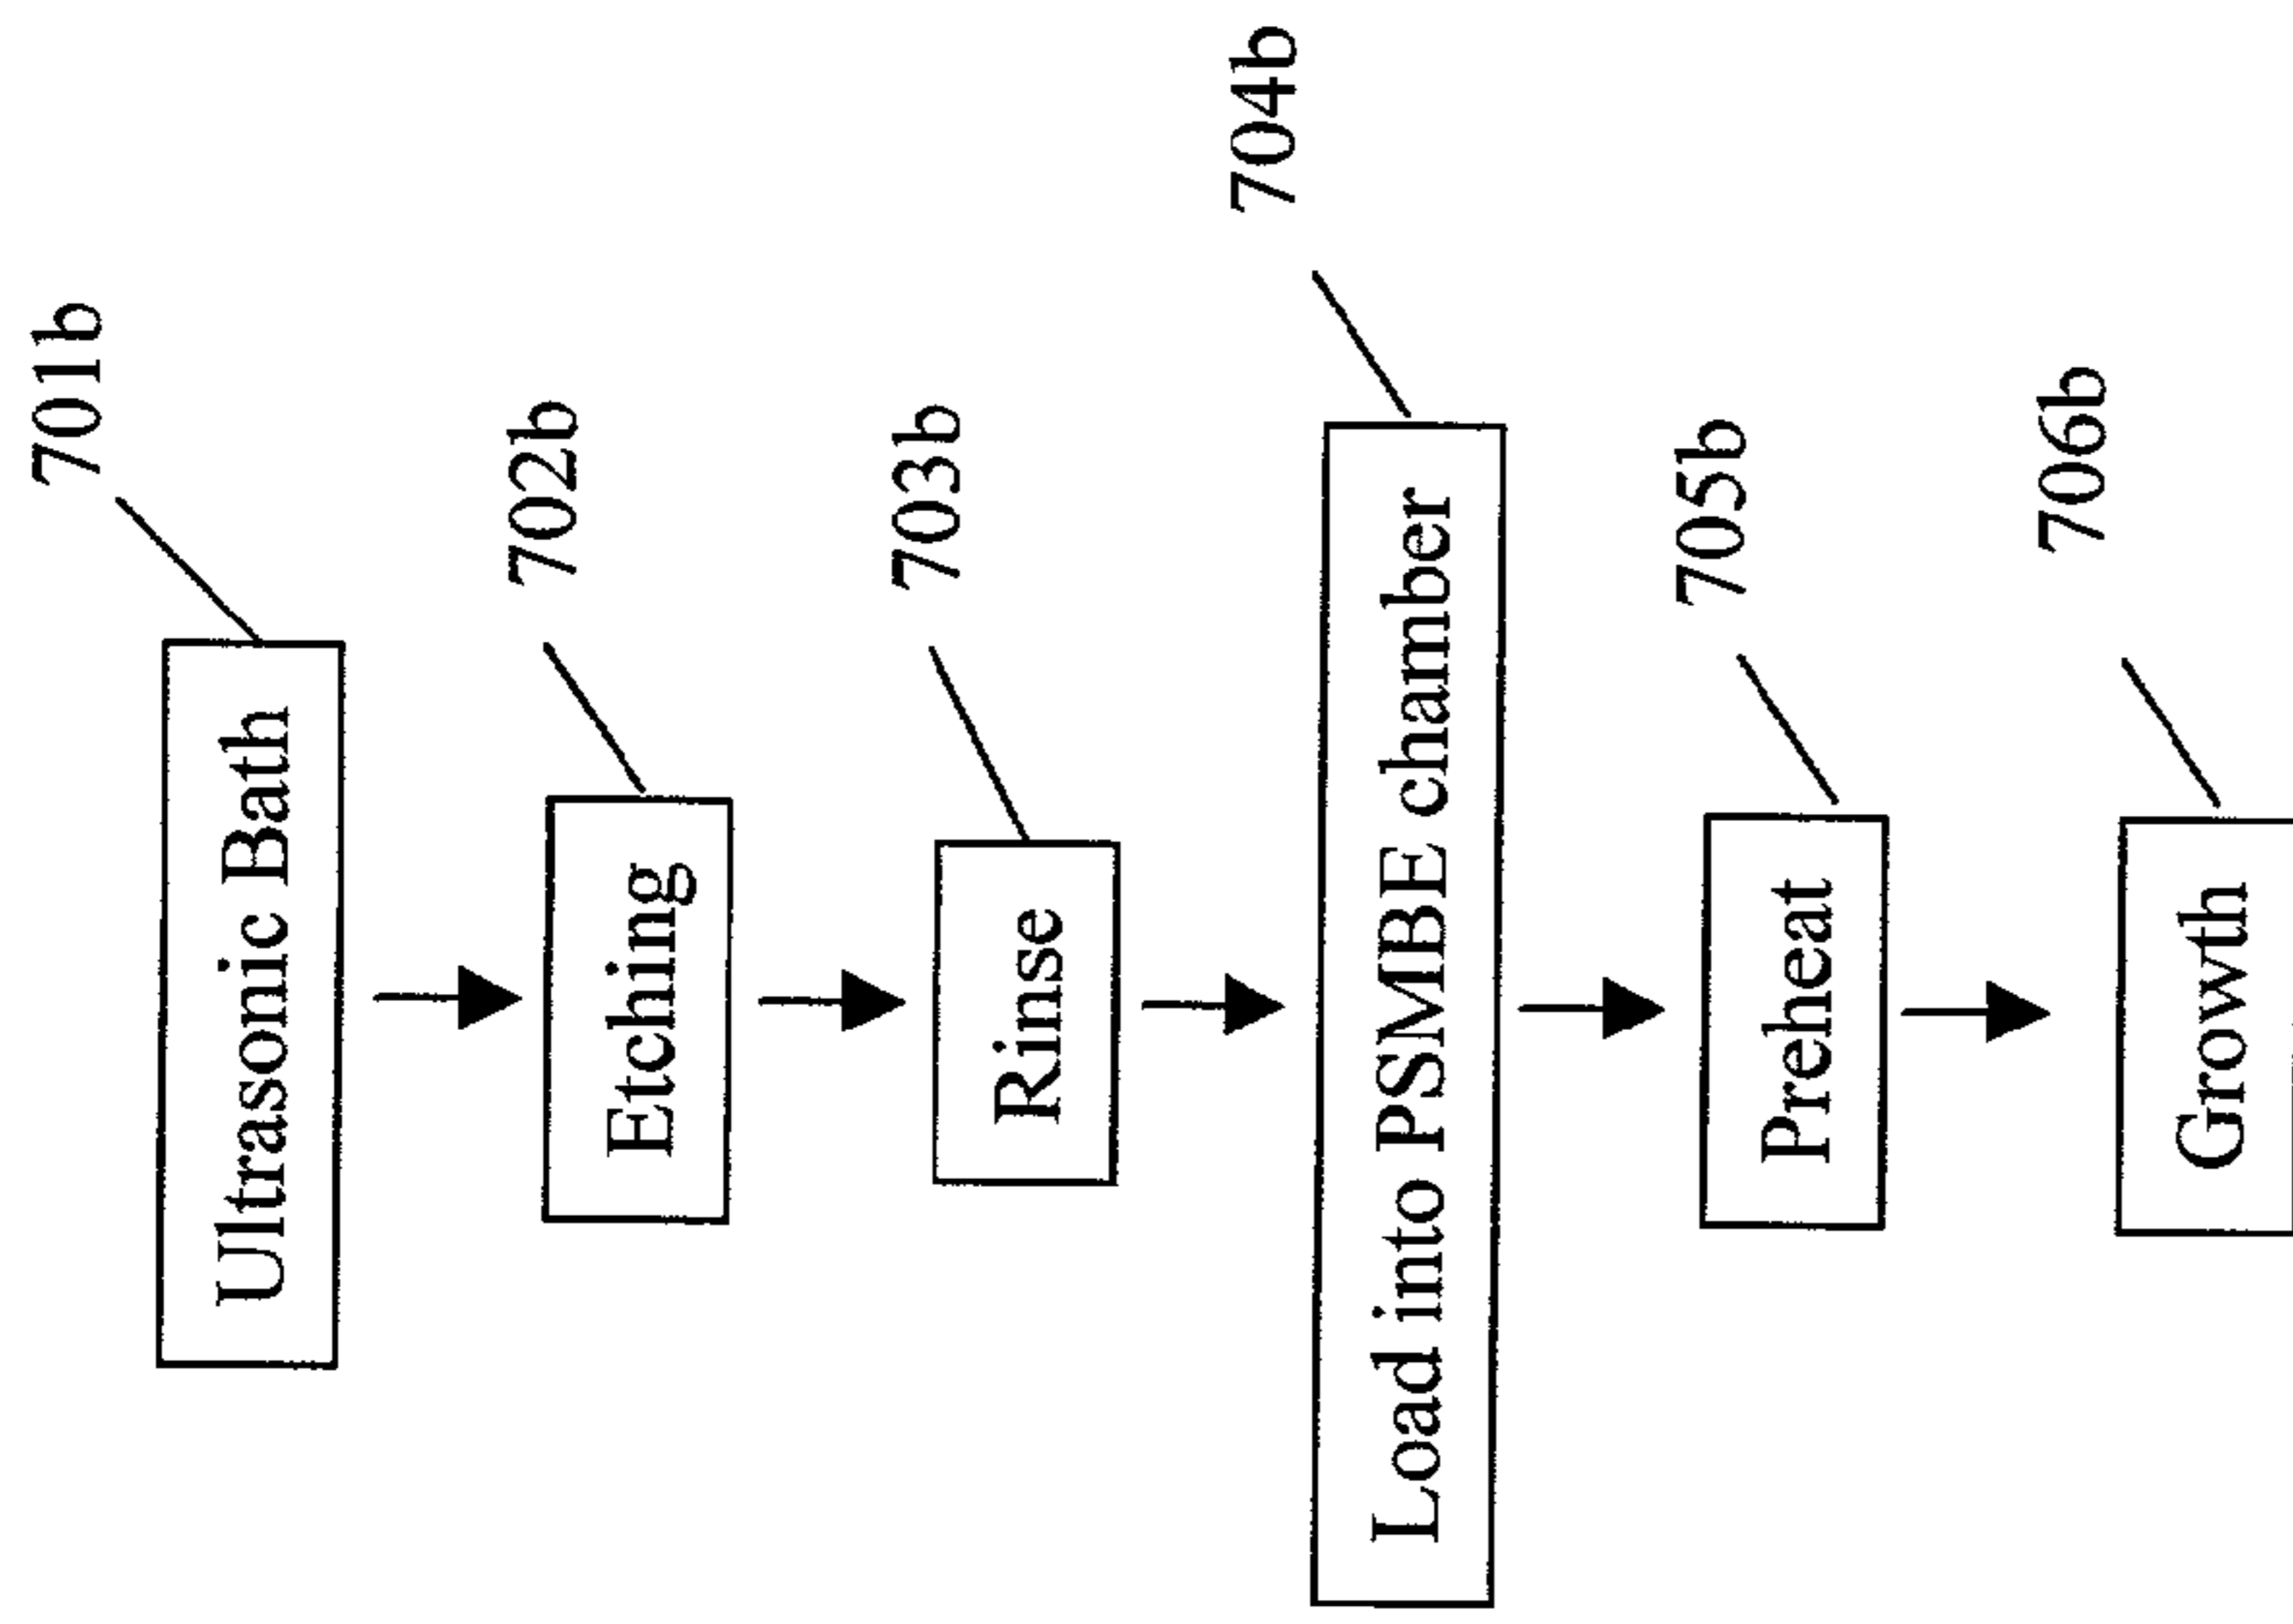 701b
Ultrasonic Bath
702b
Etching
703b
Rinse
704b
Load into PSMBE chamber
705b
Preheat
706b
Growth